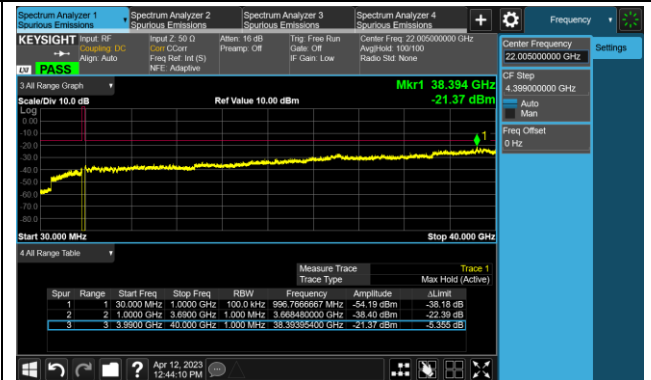 Spectrum Analyzer 1
Spurious Emissions
Spectrum Analyzer 2
Spurious Emissions
Spectrum Analyzer 3
Spurious Emissions
Spectrum Analyzer 4
Spurious Emissions
+
Frequency
KEYSIGHT
Input: RF
Coupling: DC
Align: Auto
Input Z: 50 Ω
Corr CCorr
Freq Ref: Int (S)
NFE: Adaptive
Atten: 16 dB
Preamp: Off
Trig: Free Run
Gate: Off
IF Gain: Low
Center Freq: 22.005000000 GHz
Avg|Hold: 100/100
Radio Std: None
LXI PASS
Center Frequency
22.005000000 GHz
Settings
CF Step
4.399000000 GHz
Auto
Man
Freq Offset
0 Hz
3 All Range Graph
Mkr1 38.394 GHz
Scale/Div 10.0 dB
Ref Value 10.00 dBm
-21.37 dBm
Log
0.00
-10.0
-20.0
-30.0
-40.0
-50.0
-60.0
-70.0
-80.0
1
Start 30.000 MHz
Stop 40.000 GHz
4 All Range Table
Measure Trace Trace 1
Trace Type Max Hold (Active)
Spur Range Start Freq Stop Freq RBW Frequency Amplitude ΔLimit
1 1 30.000 MHz 1.0000 GHz 100.0 kHz 996.7666667 MHz -54.19 dBm -38.18 dB
2 2 1.0000 GHz 3.6900 GHz 1.000 MHz 3.668480000 GHz -38.40 dBm -22.39 dB
3 3 3.9900 GHz 40.000 GHz 1.000 MHz 38.39395400 GHz -21.37 dBm -5.355 dB
?
Apr 12, 2023
12:44:10 PM